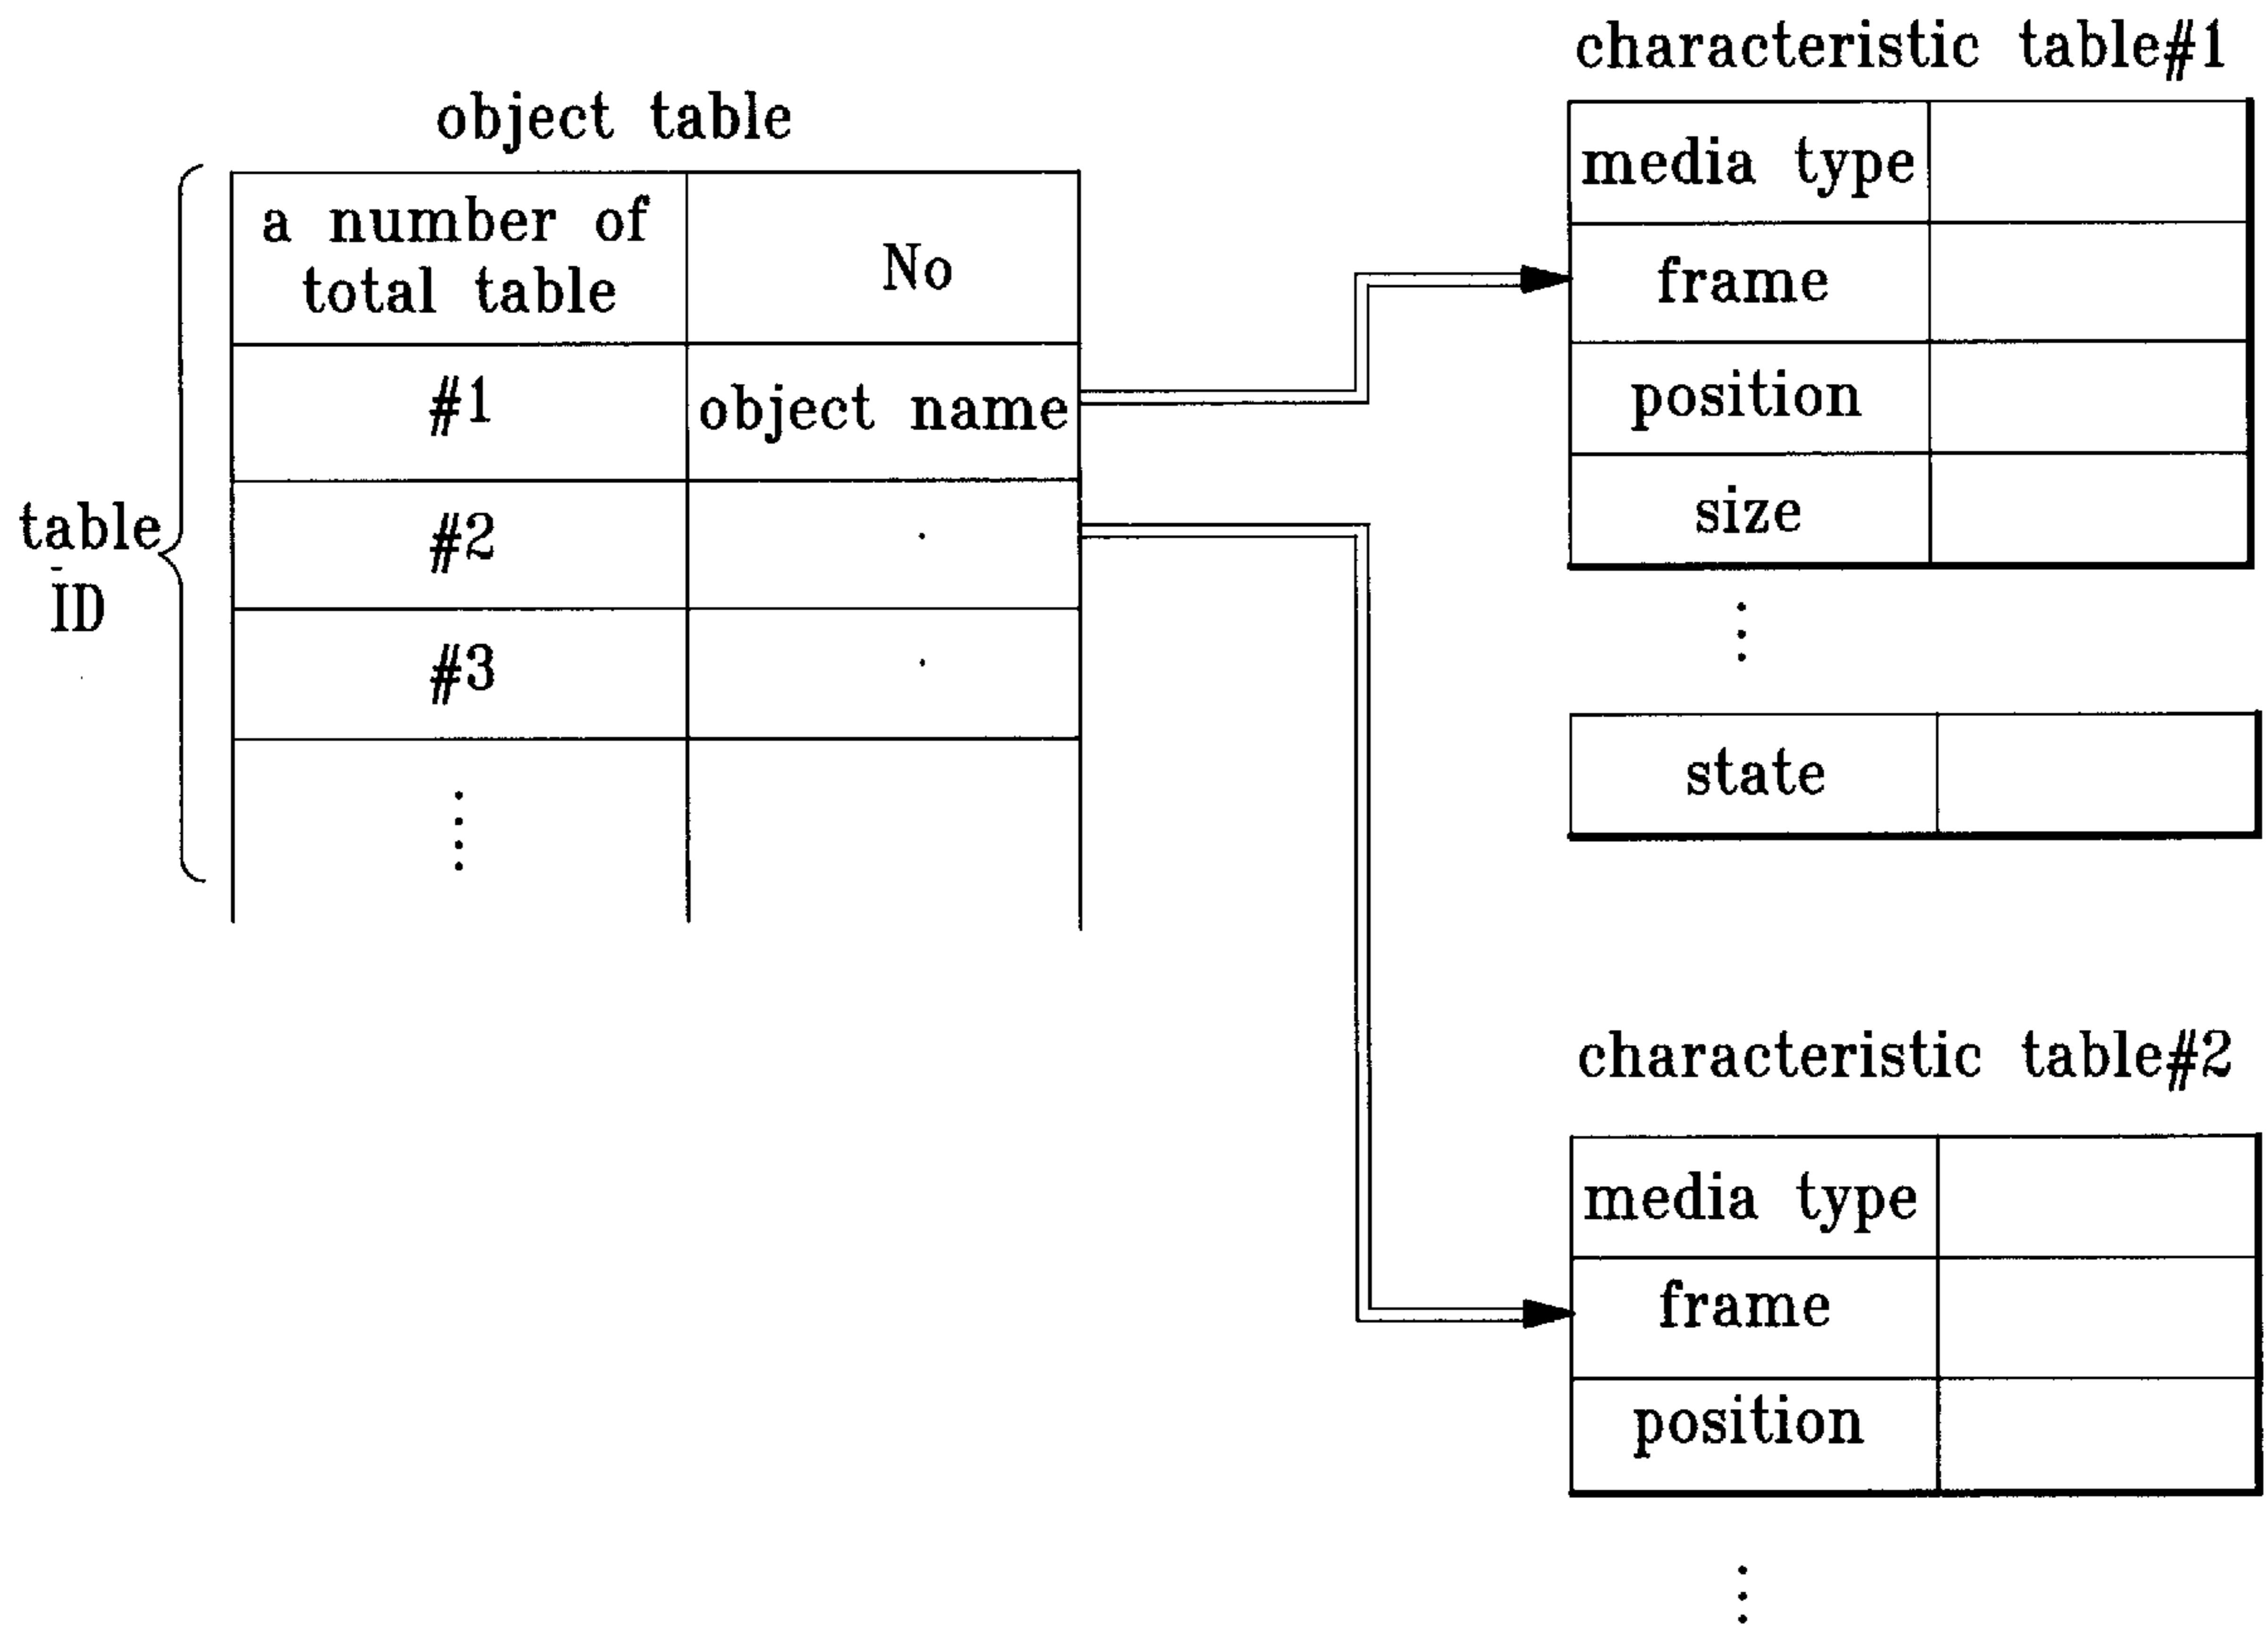 object table
a number of
total table
No
#1
object name
#2
#3
table
ID
characteristic table#1
media type
frame
position
size
state
characteristic table#2
media type
frame
position